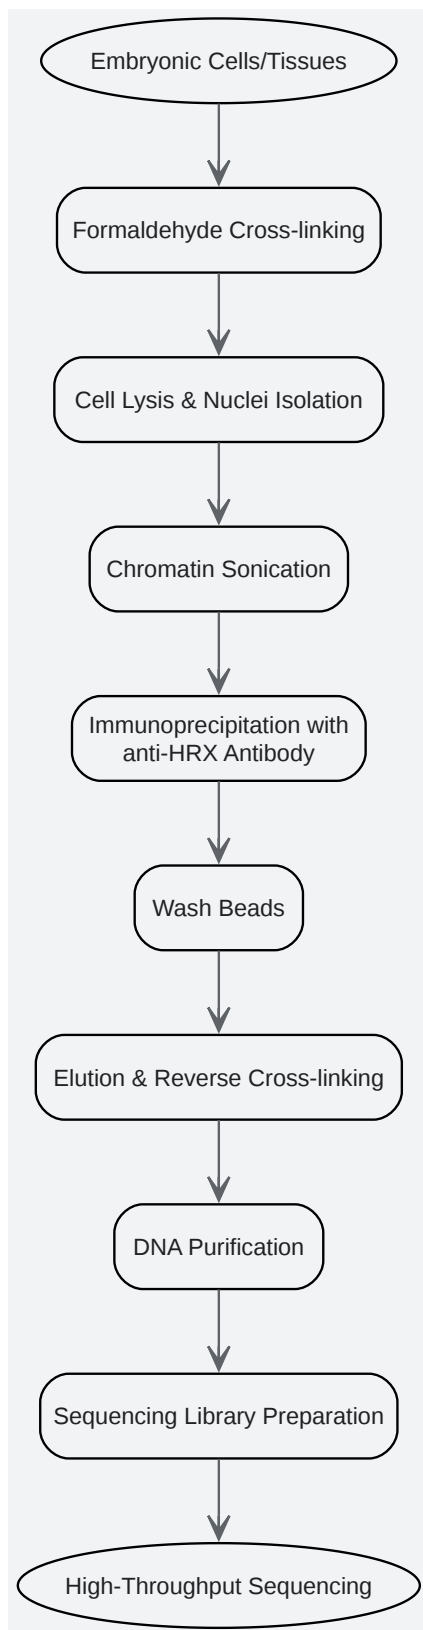 Embryonic Cells/Tissues
Formaldehyde Cross-linking
Cell Lysis & Nuclei Isolation
Chromatin Sonication
Immunoprecipitation with
anti-HRX Antibody
Wash Beads
Elution & Reverse Cross-linking
DNA Purification
Sequencing Library Preparation
High-Throughput Sequencing